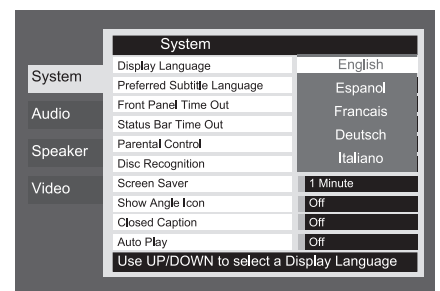 System
Audio
Speaker
Video
System
Display Language
Preferred Subtitle Language
Front Panel Time Out
Status Bar Time Out
Parental Control
Disc Recognition
Screen Saver 1 Minute
Show Angle Icon Off
Closed Caption Off
Auto Play Off
English
Espanol
Francais
Deutsch
Italiano
Use UP/DOWN to select a Display Language